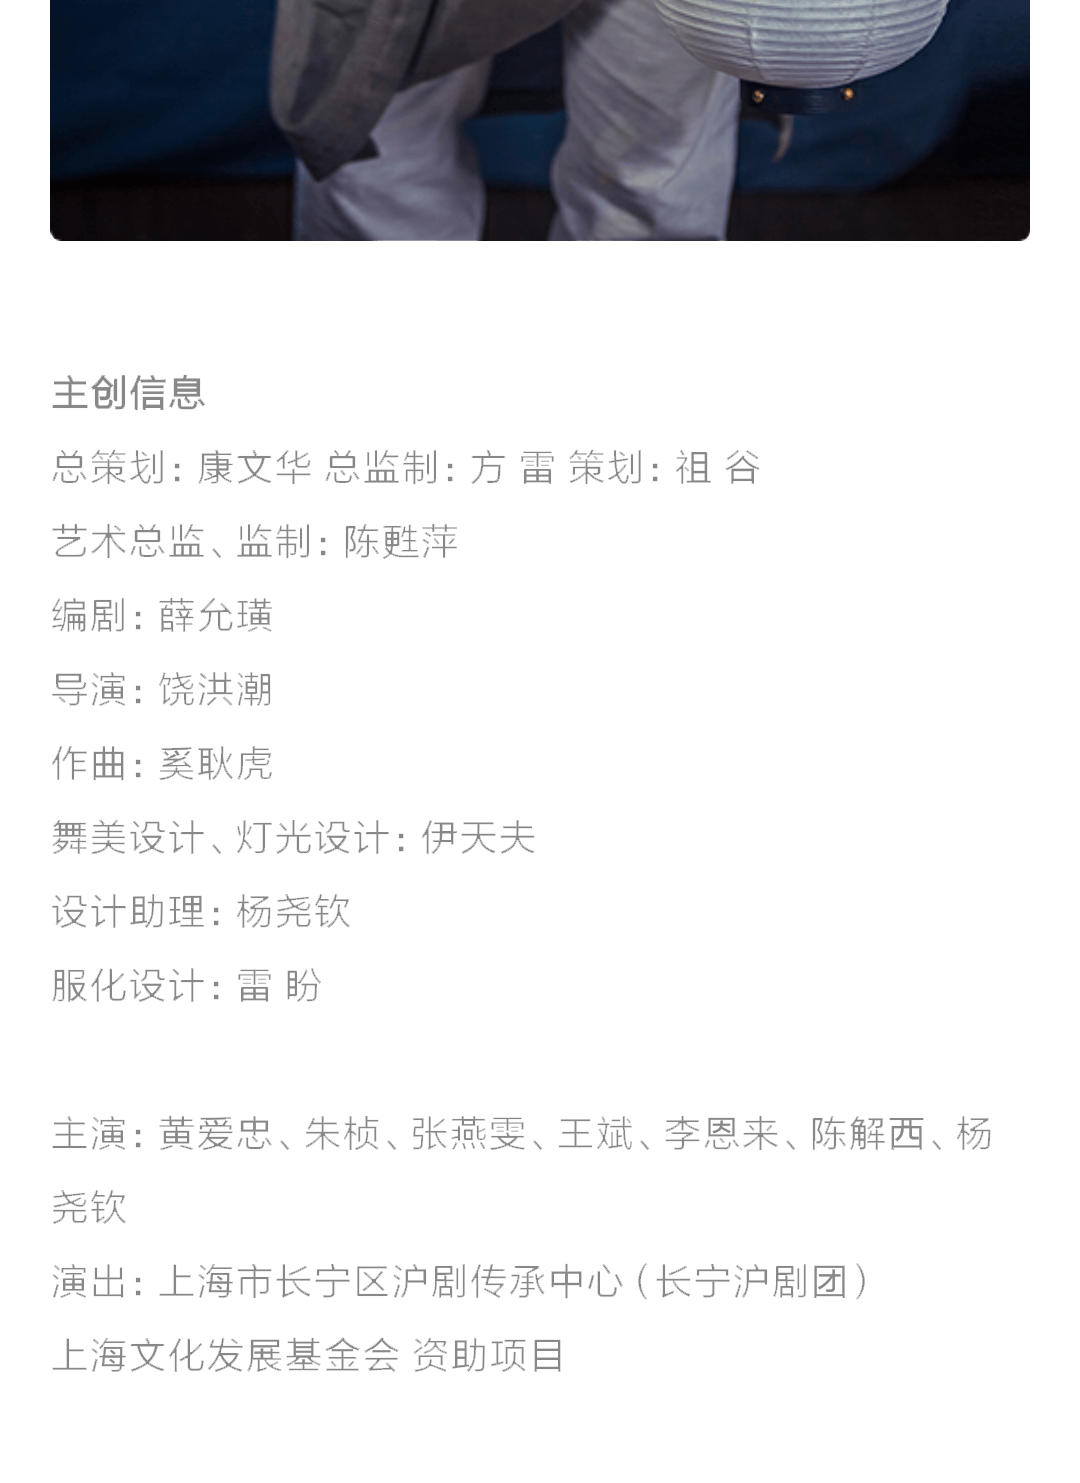 主创信息
总策划：康文华 总监制：方 雷 策划：祖 谷
艺术总监、监制：陈甦萍
编剧：薛允璜
导演：饶洪潮
作曲：奚耿虎
舞美设计、灯光设计：伊天夫
设计助理：杨尧钦
服化设计：雷 盼
主演：黄爱忠、朱桢、张燕雯、王斌、李恩来、陈解西、杨
尧钦
演出：上海市长宁区沪剧传承中心（长宁沪剧团）
上海文化发展基金会 资助项目